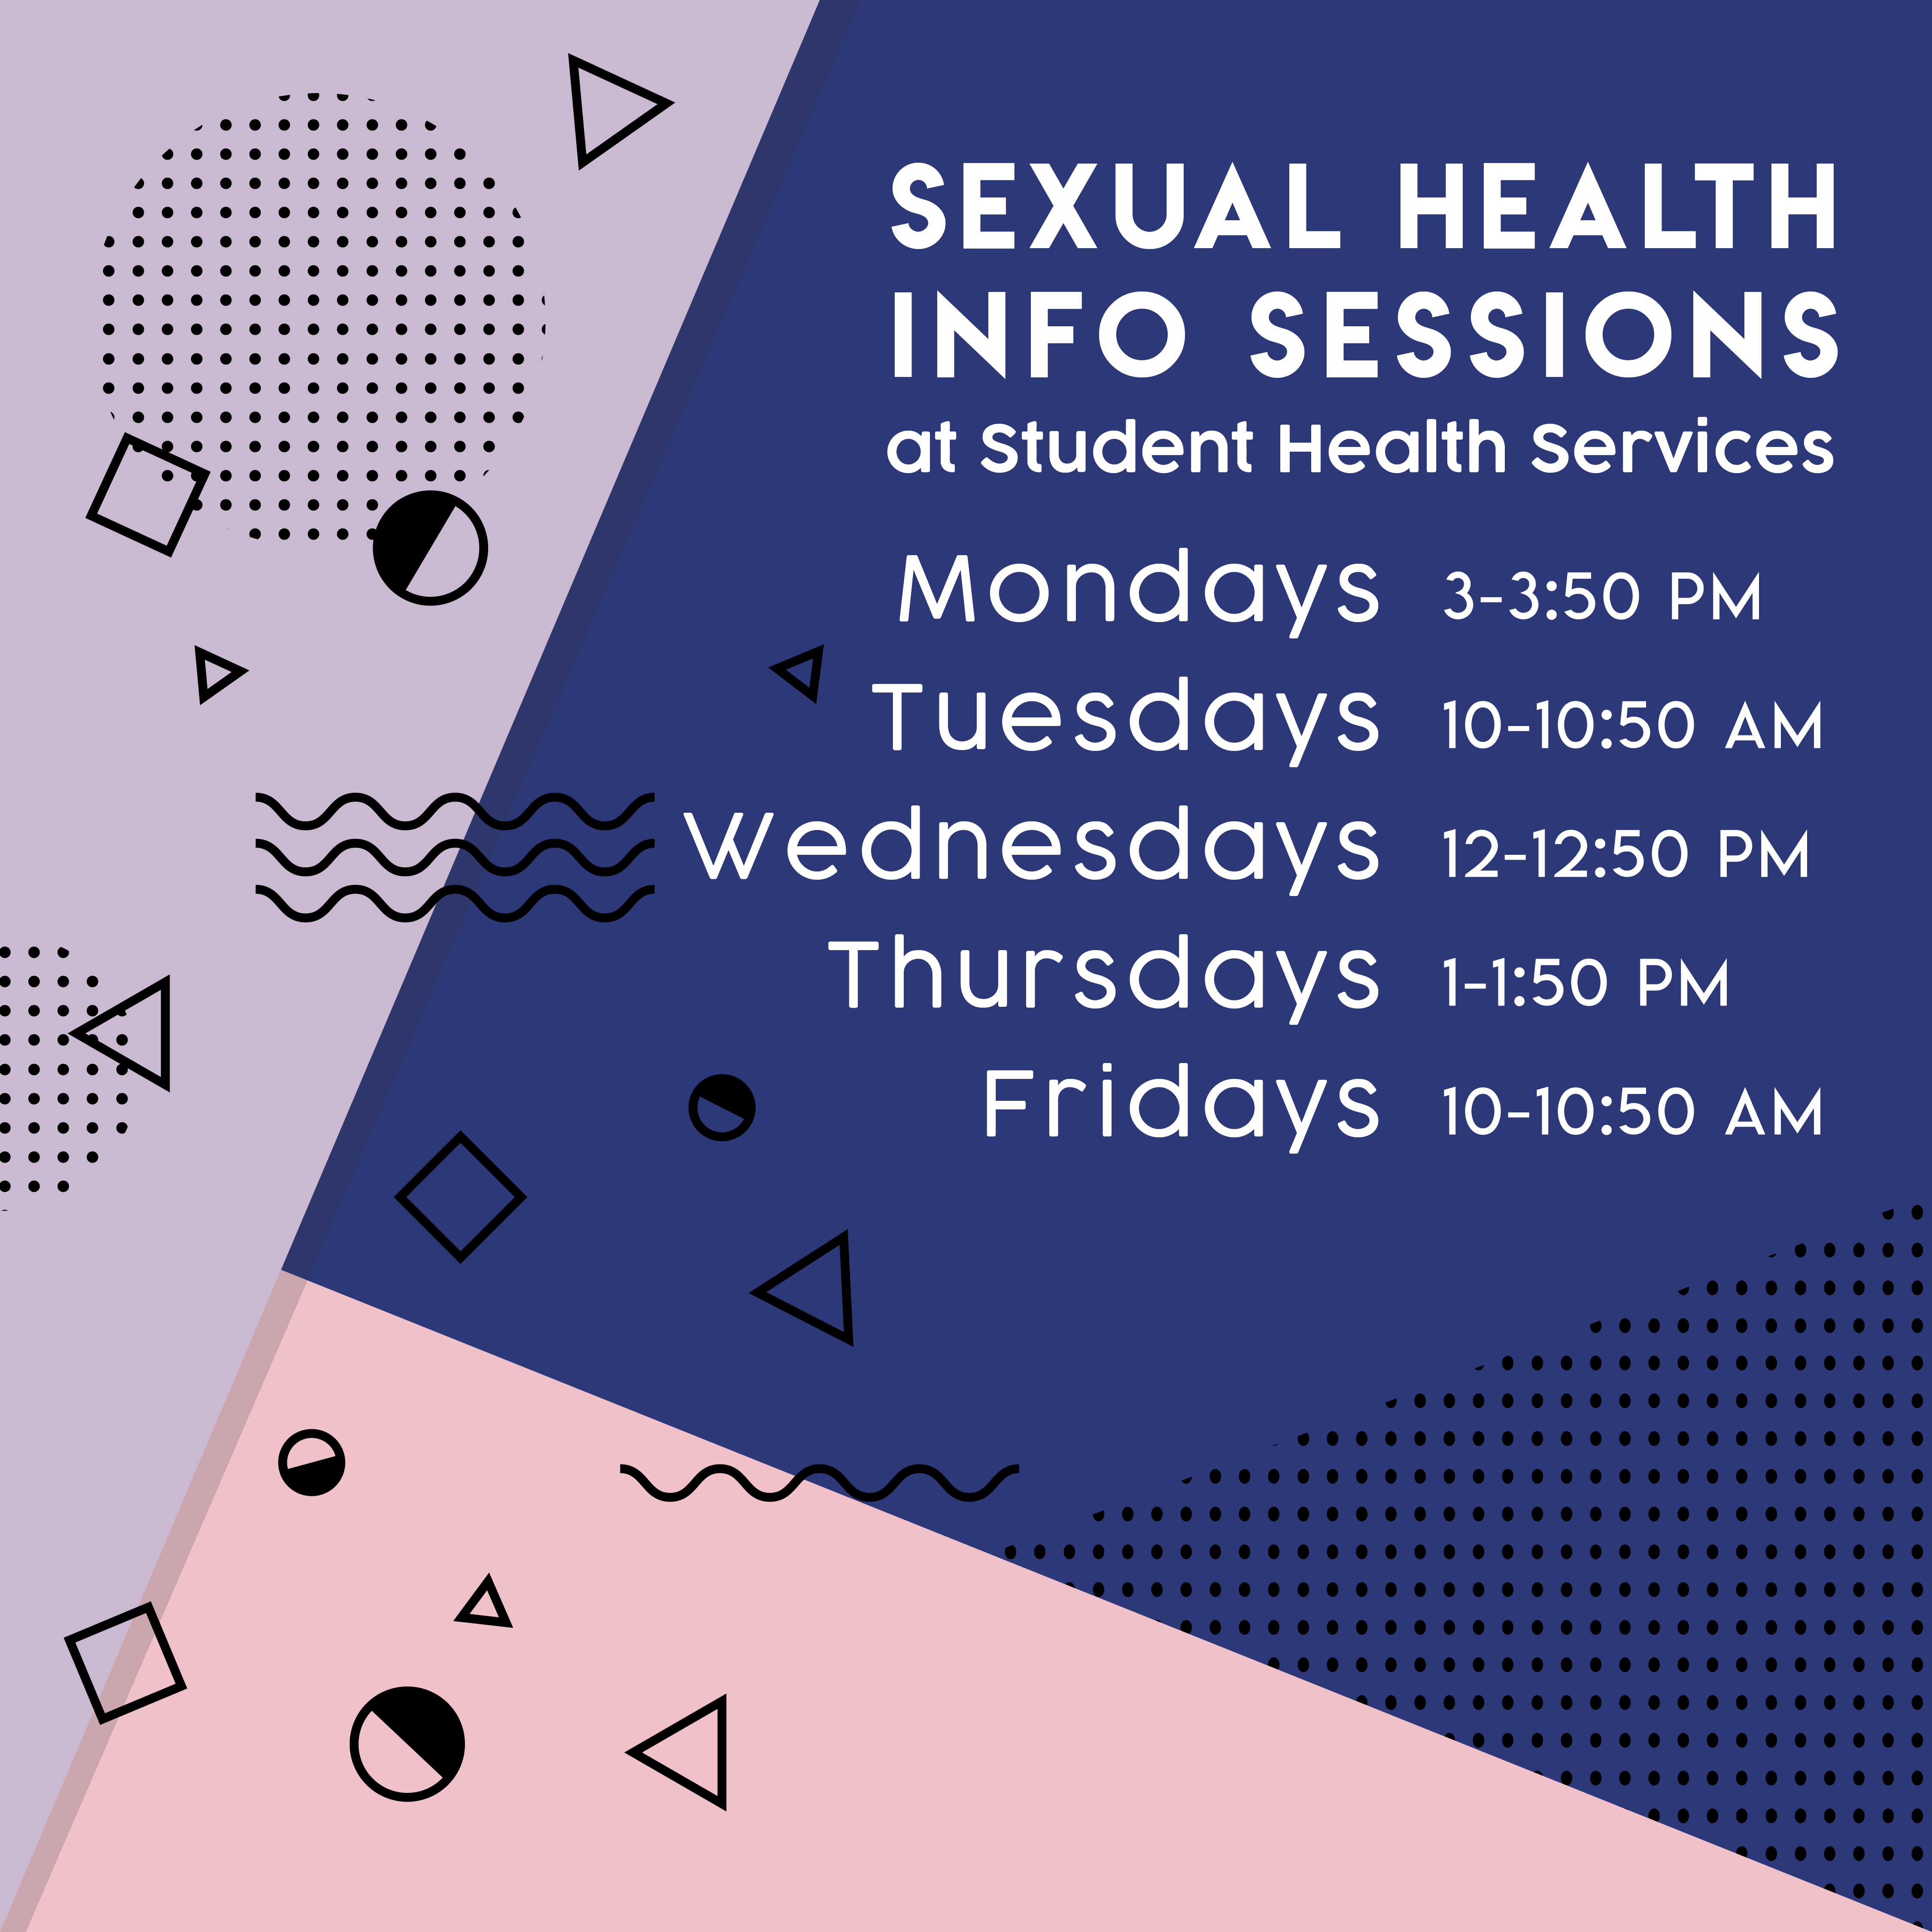 SEXUAL HEALTH
INFO SESSIONS
at Student Health Services
Mondays 3-3:50 PM
Tuesdays 10-10:50 AM
Wednesdays 12-12:50 PM
Thursdays 1-1:50 PM
Fridays 10-10:50 AM